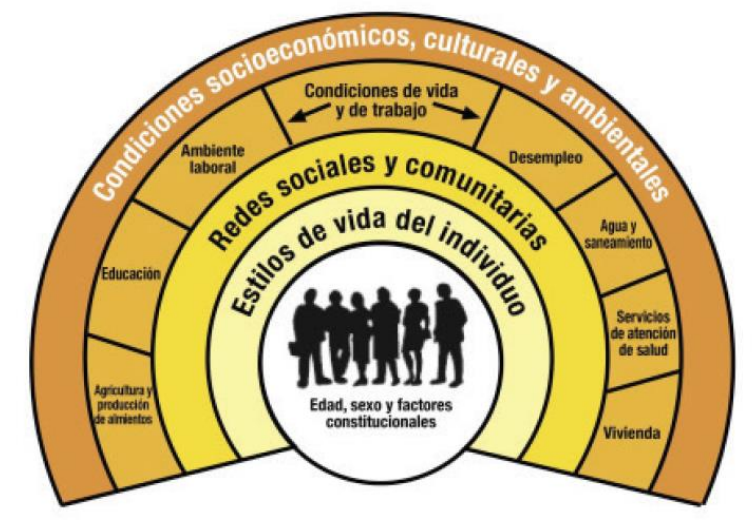 Condiciones socioeconómicos, culturales y ambientales
Condiciones de vida
y de trabajo
Ambiente
laboral
Desempleo
Redes sociales y comunitarias
Agua y
saneamiento
Estilos de vida del individuo
Educación
Servicios
de atención
de salud
Agricultura y
producción
de almientos
Edad, sexo y factores
constitucionales
Vivienda